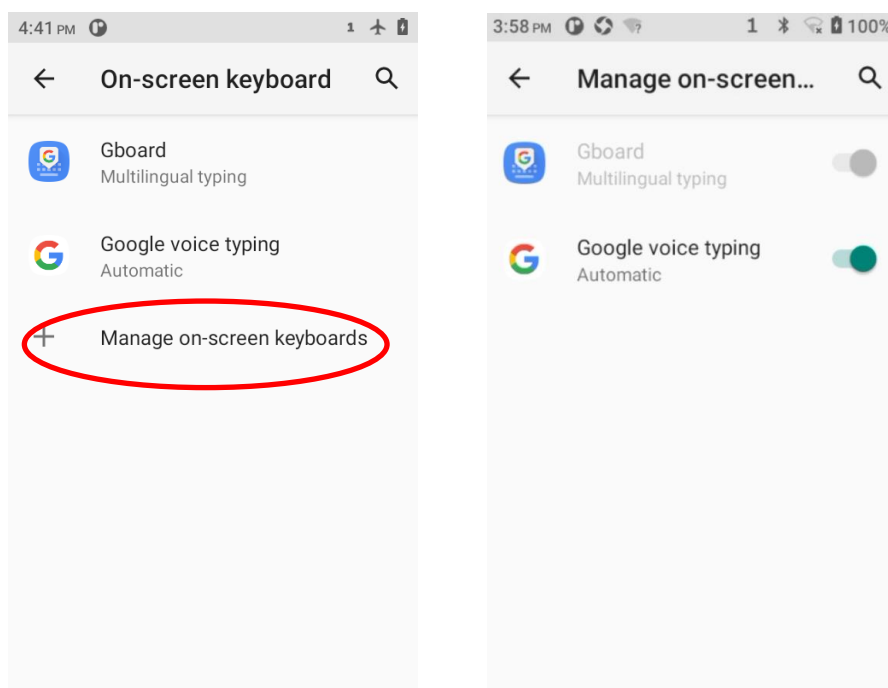 4:41 PM 1
On-screen keyboard
Gboard
Multilingual typing
Google voice typing
Automatic
Manage on-screen keyboards
3:58 PM ? 1 100%
Manage on-screen...
Gboard
Multilingual typing
Google voice typing
Automatic